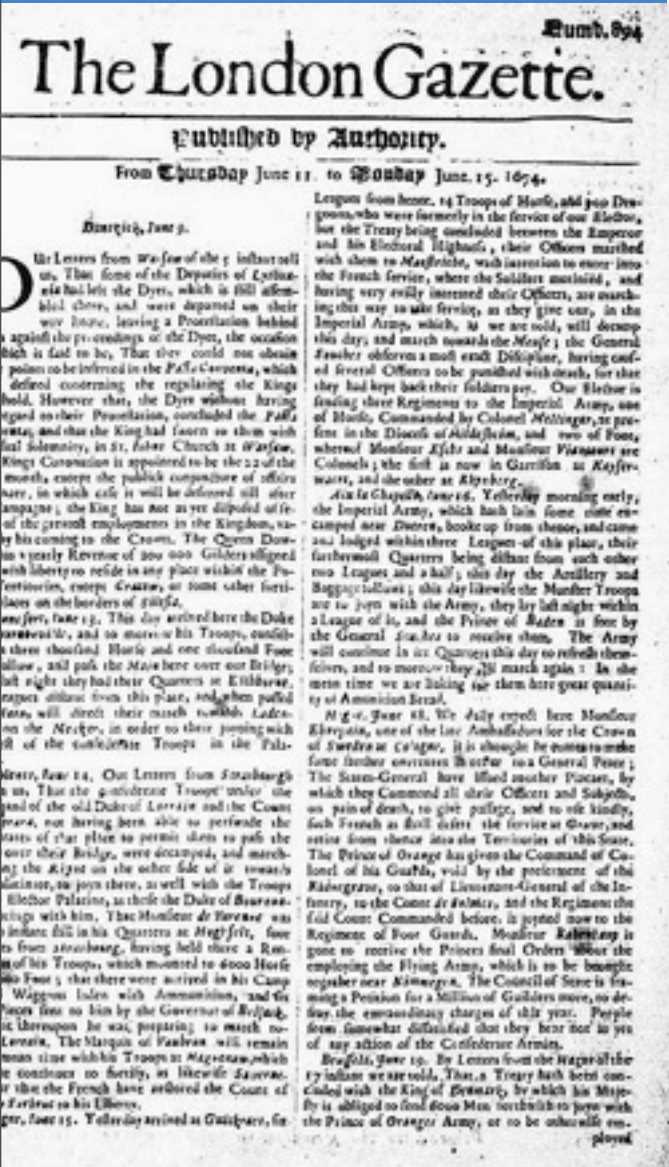 Numb. 894
The London Gazette.
Published by Authority.
From Thursday June 11. to Monday June 15. 1674.
Dantzick, June 9.
Our Letters from Warsaw of the 5 instant tell
us, That some of the Deputies of
had left the Dyet, which is still assem-
bled there, and were departed on their
way home, leaving a Protestation behind
against the proceedings of the Dyet, the occasion
which is said to be, That they could not obtain
points to be inserted in the Pacta Conventa, which
desired concerning the regulating the Kings
hold. However that, the Dyet without having
regard to their Protestation, concluded the Pacta
and that the King had sworn to them with
Solemnity, in St. Johns Church at Warsaw.
Kings Coronation is appointed to be the 22 of the
month, except the publick conjuncture of affairs
in which case it will be deferred till after
Campagne; the King has not as yet disposed of
of the greatest employments in the Kingdom,
by his coming to the Crown. The Queen Dow-
a yearly Revenue of 200 000 Gilders assigned
with liberty to reside in any place within the
Territories, except Cracow, or some other forti-
places on the borders of Silesia.
June 13. This day arrived here the Duke
and to morrow his Troops,
three thousand Horse and one thousand Foot
follow, and pass the Mayn here over our Bridge;
last night they had their Quarters at
leagues distant from this place, and when passed
will direct their march towards Laden-
on the Necker, in order to their joyning with
rest of the Confederate Troops in the Pala-
June 14. Our Letters from Strasbourgh
us, That the Confederate Troops under the
Command of the old Duke of Lorrain and the Count
not having been able to perswade the
of that place to permit them to pass the
over their Bridge, were decamped, and march-
the Rhyne on the other side of it towards
to joyn there, as well with the Troops
Elector Palatine, as those the Duke of
brings with him. That Monsieur de Turenne was
instant still in his Quarters at
from Strasbourg, having held there a Ren-
of his Troops, which mounted to 6000 Horse
Foot; that there were arrived in his Camp
Waggons laden with Ammunition, and six
Pieces sent to him by the Governor of
thereupon he was preparing to march to-
Lorrain, The Marquis of Vaubrun will remain
mean time with his Troops at Hagenaw, which
continues to fortifie, as likewise
that the French have restored the Count of
to his Liberty.
June 15. Yesterday arrived at
Leagues from hence, 14 Troops of Horse, and 300 Dra-
goons, who were formerly in the service of our Elector,
but the Treaty being concluded between the Emperor
and his Electoral Highness, their Officers marched
with them to Maestricht, with intention to enter into
the French service, where the Soldiers mutinied, and
having very evilly intreated their Officers, are march-
ing this way to take service, as they give out, in the
Imperial Army, which, as we are told, will decamp
this day, and march towards the Meuse; the General
Souches observes a most exact Discipline, having caus-
ed several Officers to be punished with death, for that
they had kept back their soldiers pay. Our Elector is
sending three Regiments to the Imperial Army, one
of Horse, Commanded by Colonel at pre-
sent in the Diocess of Hildesheim, and two of Foot,
whereof Monsieur and Monsieur are
Colonels; the first is now in Garrison at Keyser-
waert, and the other at Rhynberg.
Aix la Chapelle, June 16. Yesterday morning early,
the Imperial Army, which hath lain some time en-
camped near Dueren, broke up from thence, and came
and lodged within three Leagues of this place, their
furthermost Quarters being distant from each other
two Leagues and a half; this day the Artillery and
Baggage follows; this day likewise the Munster Troops
are to joyn with the Army, they lay last night within
a League of it, and the Prince of Baden is sent by
the General Souches to receive them. The Army
will continue in its Quarters this day to refresh them-
selves, and to morrow they will march again: In the
mean time we are baking for them here great quanti-
ty of Amunition Bread.
June 18. We daily expect here Monsieur
one of the late Ambassadors for the Crown
of Sweden at Cologne, it is thought he comes to make
some further overtures in order to a General Peace;
The States-General have issued another Placaet, by
which they Command all their Officers and Subjects,
on pain of death, to give passage, and to use kindly,
such French as shall desert the service at Grave, and
retire from thence into the Territories of this State.
The Prince of Orange has given the Command of Co-
lonel of his Guards, void by the preferment of the
Rhinegrave, to that of Lieutenant-General of the In-
fantry, to the Count de Solmes, and the Regiment the
said Count Commanded before, is joyned now to the
Regiment of Foot Guards. Monsieur is
gone to receive the Princes final Orders about the
employing the Flying Army, which is to be brought
together near Nimmegen. The Council of State is fra-
ming a Petition for a Million of Guilders more, to de-
fray the extraordinary charges of this year. People
seem somewhat dissatisfied that they hear not as yet
of any action of the Confederate Armies.
Brussels, June 19. By Letters from the Hague of the
17 instant we are told, That a Treaty hath been con-
cluded with the King of Denmark, by which his Maje-
sty is obliged to send 6000 Men forthwith to joyn with
the Prince of Oranges Army, or to be otherwise em-
ployed